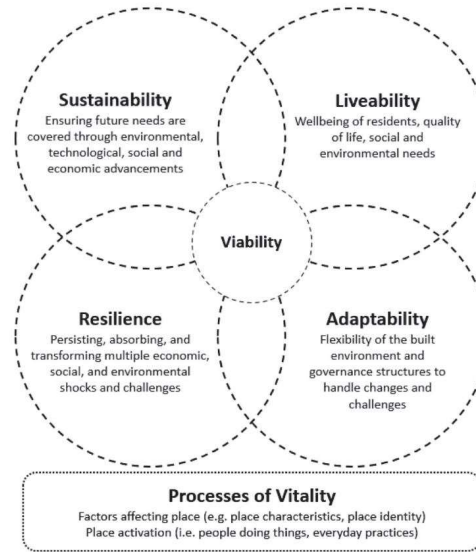 Sustainability
Ensuring future needs are
covered through environmental,
technological, social and
economic advancements
Liveability
Wellbeing of residents, quality
of life, social and
environmental needs
Viability
Resilience
Persisting, absorbing, and
transforming multiple economic,
social, and environmental
shocks and challenges
Adaptability
Flexibility of the built
environment and
governance structures to
handle changes and
challenges
Processes of Vitality
Factors affecting place (e.g. place characteristics, place identity)
Place activation (i.e. people doing things, everyday practices)